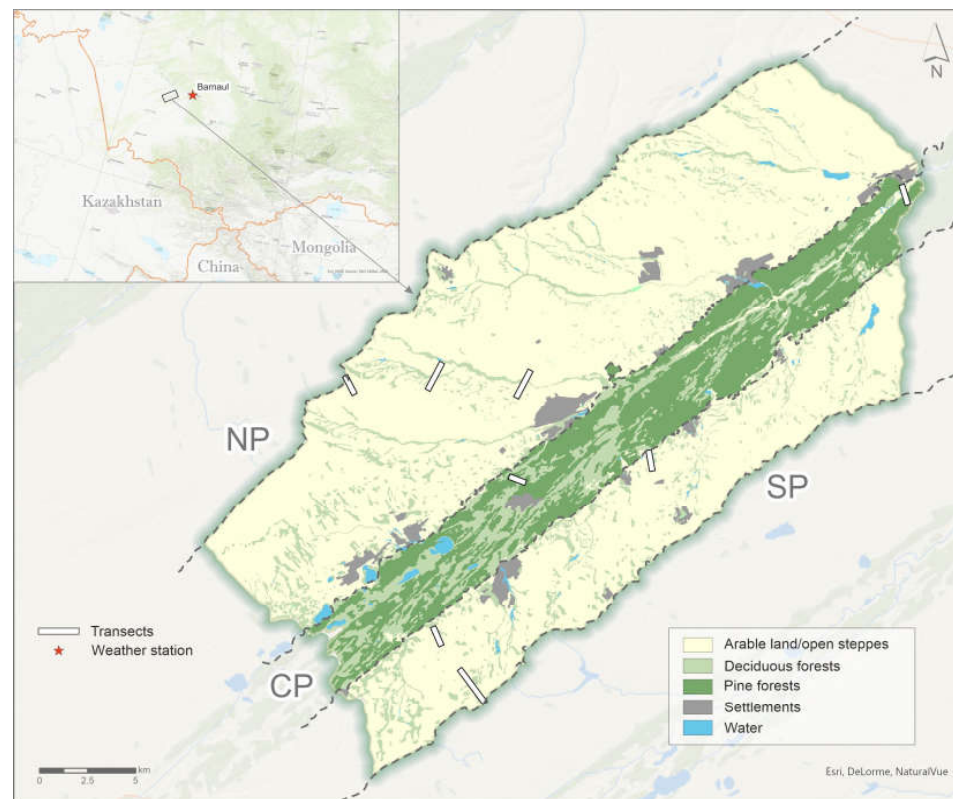 Barnaul
Kazakhstan
China
Mongolia
N
NP
SP
CP
Transects
Weather station
0 2.5 5 km
Arable land/open steppes
Deciduous forests
Pine forests
Settlements
Water
Esri, DeLorme, NaturalVue